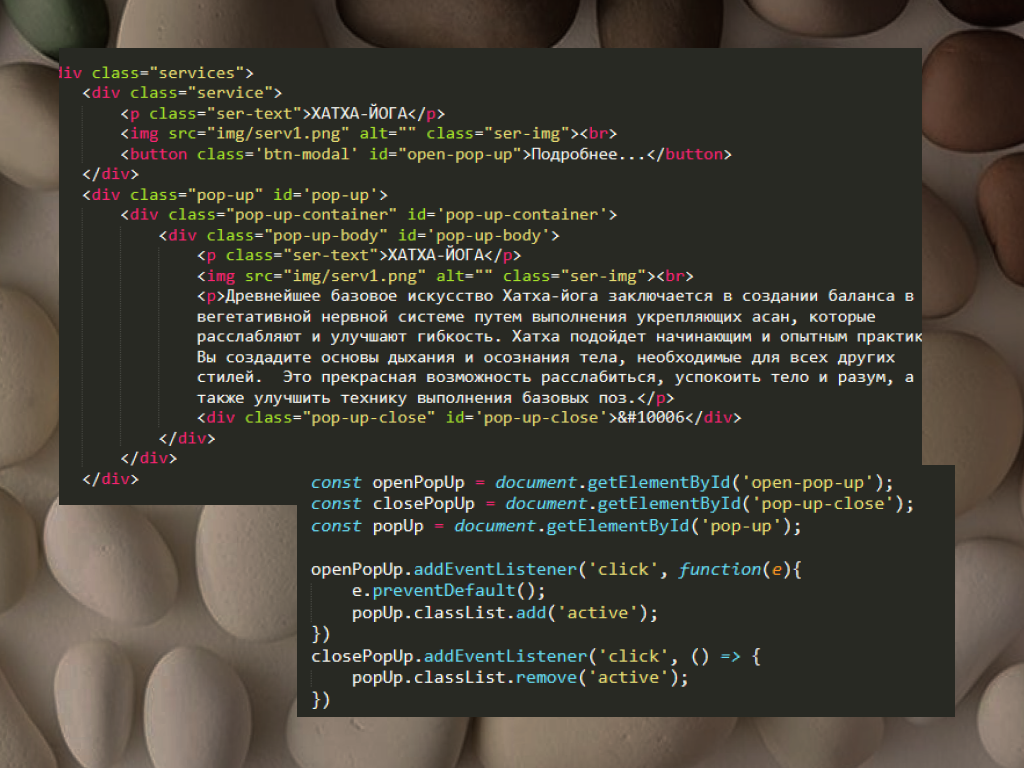 div class="services">
<div class="service">
<p class="ser-text">ХАТХА-ЙОГА</p>
<img src="img/serv1.png" alt="" class="ser-img"><br>
<button class='btn-modal' id="open-pop-up">Подробнее...</button>
</div>
<div class="pop-up" id='pop-up'>
<div class="pop-up-container" id='pop-up-container'>
<div class="pop-up-body" id='pop-up-body'>
<p class="ser-text">ХАТХА-ЙОГА</p>
<img src="img/serv1.png" alt="" class="ser-img"><br>
<p>Древнейшее базовое искусство Хатха-йога заключается в создании баланса в
вегетативной нервной системе путем выполнения укрепляющих асан, которые
расслабляют и улучшают гибкость. Хатха подойдет начинающим и опытным практик
Вы создадите основы дыхания и осознания тела, необходимые для всех других
стилей.  Это прекрасная возможность расслабиться, успокоить тело и разум, а
также улучшить технику выполнения базовых поз.</p>
<div class="pop-up-close" id='pop-up-close'>&#10006</div>
</div>
</div>
</div>
const openPopUp = document.getElementById('open-pop-up');
const closePopUp = document.getElementById('pop-up-close');
const popUp = document.getElementById('pop-up');
openPopUp.addEventListener('click', function(e){
e.preventDefault();
popUp.classList.add('active');
})
closePopUp.addEventListener('click', () => {
popUp.classList.remove('active');
})